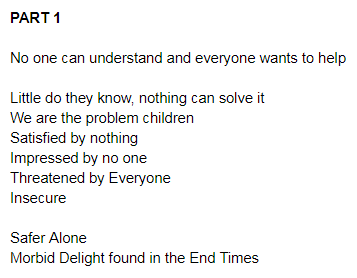 PART 1
No one can understand and everyone wants to help
Little do they know, nothing can solve it
We are the problem children
Satisfied by nothing
Impressed by no one
Threatened by Everyone
Insecure
Safer Alone
Morbid Delight found in the End Times